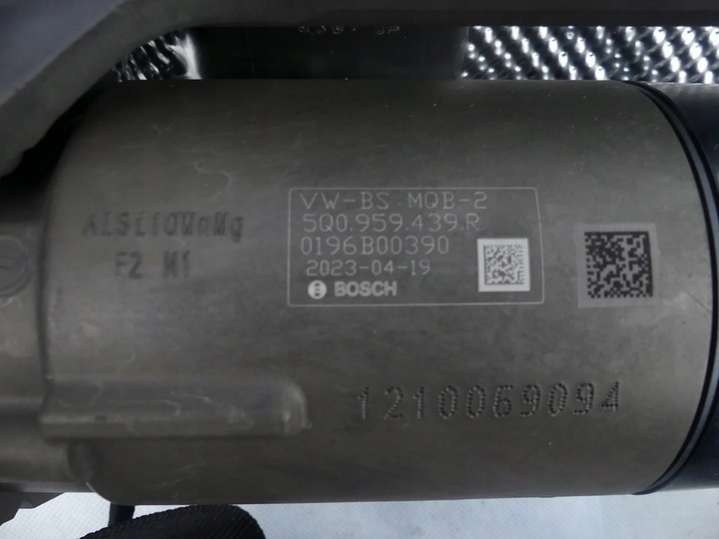 VW-BS MQB-2
5Q0.959.439.R
0196B00390
2023-04-19
BOSCH
ALSi10MnMg
F2 M1
1210069094